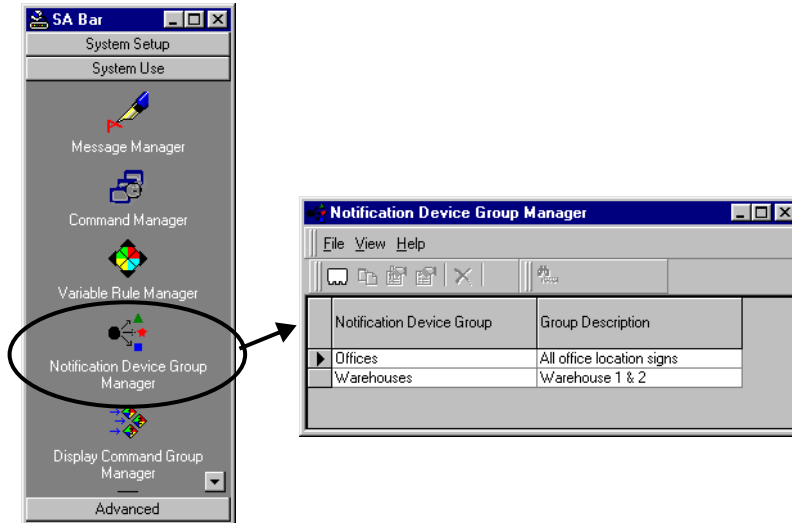 SA Bar
System Setup
System Use
Message Manager
Command Manager
Variable Rule Manager
Notification Device Group
Manager
Display Command Group
Manager
Advanced
Notification Device Group Manager
File View Help
Notification Device Group Group Description
Offices All office location signs
Warehouses Warehouse 1 & 2